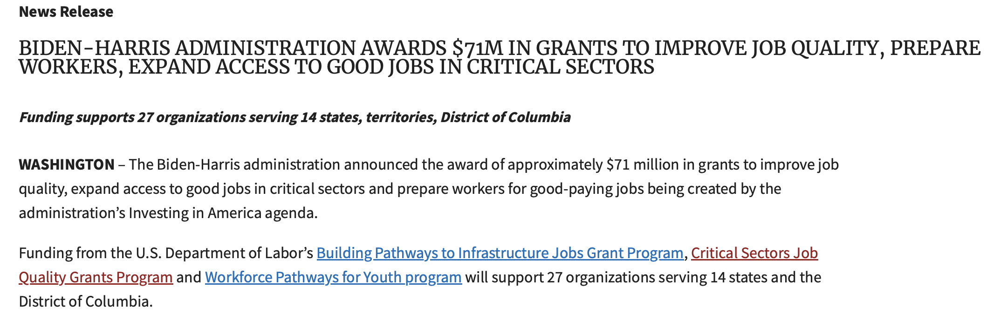 News Release
BIDEN-HARRIS ADMINISTRATION AWARDS $71M IN GRANTS TO IMPROVE JOB QUALITY, PREPARE
WORKERS, EXPAND ACCESS TO GOOD JOBS IN CRITICAL SECTORS
Funding supports 27 organizations serving 14 states, territories, District of Columbia
WASHINGTON – The Biden-Harris administration announced the award of approximately $71 million in grants to improve job
quality, expand access to good jobs in critical sectors and prepare workers for good-paying jobs being created by the
administration’s Investing in America agenda.
Funding from the U.S. Department of Labor’s Building Pathways to Infrastructure Jobs Grant Program, Critical Sectors Job
Quality Grants Program and Workforce Pathways for Youth program will support 27 organizations serving 14 states and the
District of Columbia.